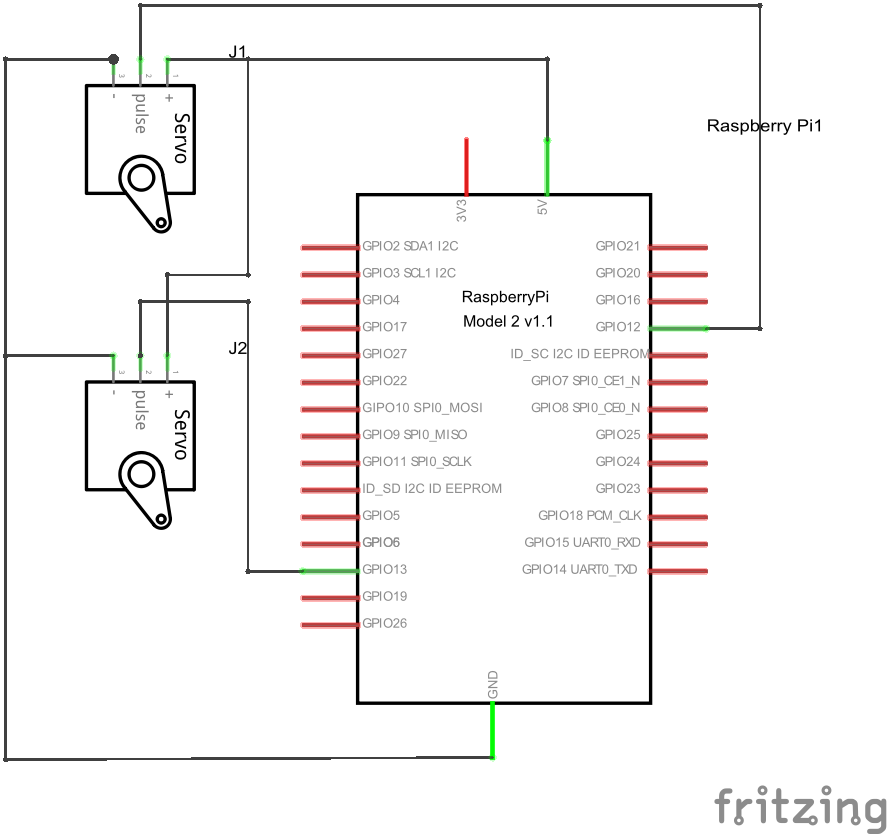 J1
3
2
1
-
pulse
+
Servo
Raspberry Pi1
3V3
5V
GPIO2 SDA1 I2C
GPIO21
GPIO3 SCL1 I2C
GPIO20
GPIO4
RaspberryPi
GPIO16
GPIO17
Model 2 v1.1
GPIO12
J2
GPIO27
ID_SC I2C ID EEPROM
3
2
1
-
pulse
+
Servo
GPIO22
GPIO7 SPI0_CE1_N
GIPO10 SPI0_MOSI
GPIO8 SPI0_CE0_N
GPIO9 SPI0_MISO
GPIO25
GPIO11 SPI0_SCLK
GPIO24
ID_SD I2C ID EEPROM
GPIO23
GPIO5
GPIO18 PCM_CLK
GPIO6
GPIO15 UART0_RXD
GPIO13
GPIO14 UART0_TXD
GPIO19
GPIO26
GND
fritzing